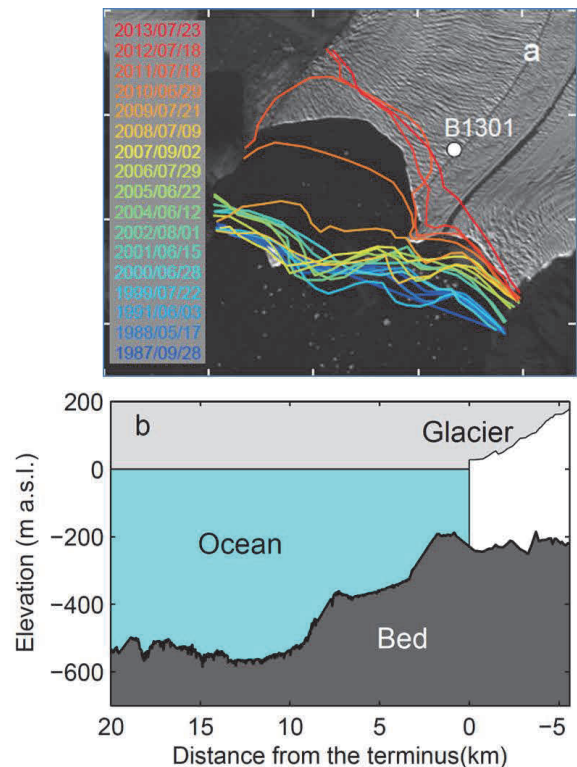 2013/07/23
2012/07/18
2011/07/18
2010/06/29
2009/07/21
2008/07/09
2007/09/02
2006/07/29
2005/06/22
2004/06/12
2002/08/01
2001/06/15
2000/06/28
1999/07/22
1991/06/03
1988/05/17
1987/09/28
a
B1301
b
Glacier
Ocean
Bed
Elevation (m a.s.l.)
200
0
−200
−400
−600
20 15 10 5 0 −5
Distance from the terminus(km)